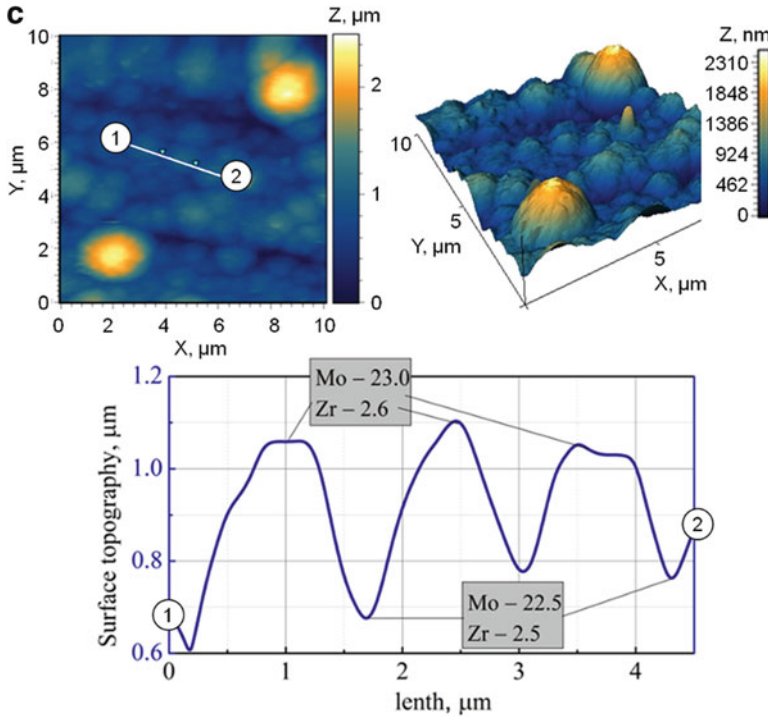 c
Z, μm
10
8
6
4
2
0
Y, μm
0 2 4 6 8 10
X, μm
2
1
0
1
2
Z, nm
2310
1848
1386
924
462
0
10
5
Y, μm
5
X, μm
Surface topography, μm
1.2
1.0
0.8
0.6
Mo – 23.0
Zr – 2.6
Mo – 22.5
Zr – 2.5
1
2
0 1 2 3 4
lenth, μm